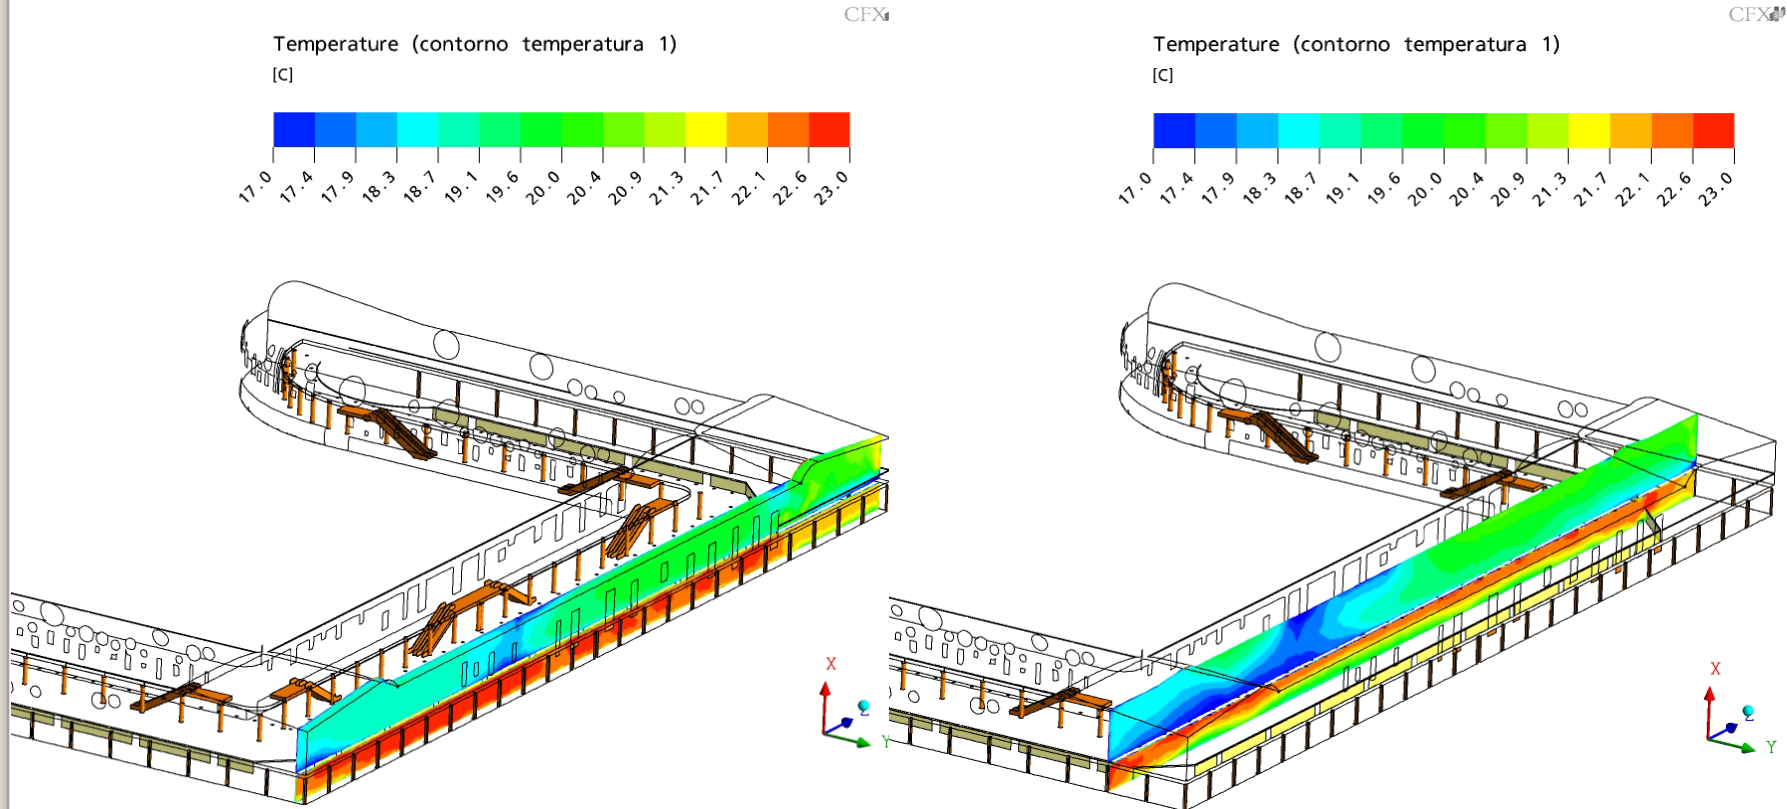 CFX
Temperature (contorno temperatura 1)
[C]
17.0 17.4 17.9 18.3 18.7 19.1 19.6 20.0 20.4 20.9 21.3 21.7 22.1 22.6 23.0
X
Z
Y
CFX
Temperature (contorno temperatura 1)
[C]
17.0 17.4 17.9 18.3 18.7 19.1 19.6 20.0 20.4 20.9 21.3 21.7 22.1 22.6 23.0
X
Z
Y